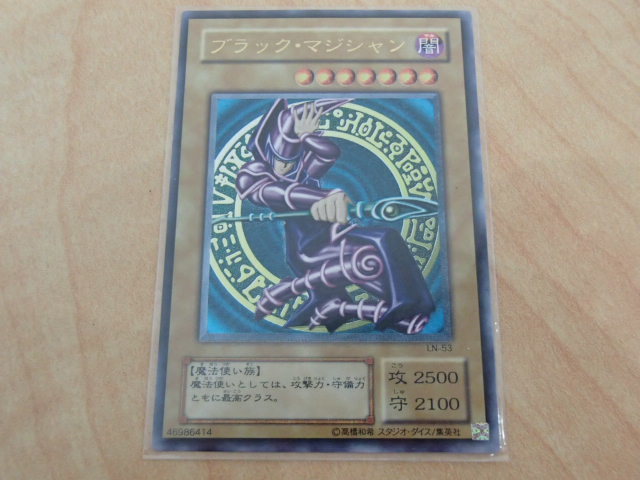 ブラック・マジシャン
闇
LN-53
【魔法使い族】
魔法使いとしては、攻撃力・守備力
ともに最高クラス。
攻 2500
守 2100
46986414
©高橋和希 スタジオ・ダイス/集英社